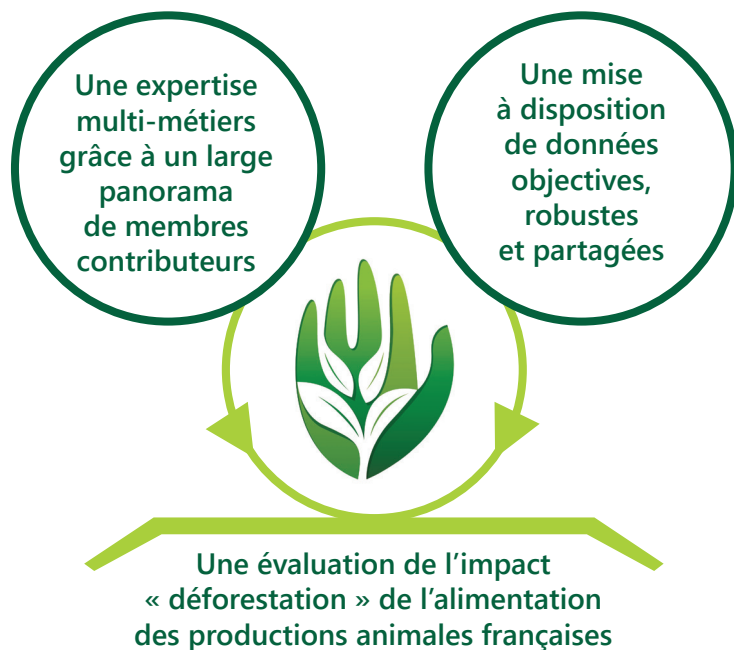 Une expertise
multi-métiers
grâce à un large
panorama
de membres
contributeurs
Une mise
à disposition
de données
objectives,
robustes
et partagées
Une évaluation de l’impact
« déforestation » de l’alimentation
des productions animales françaises